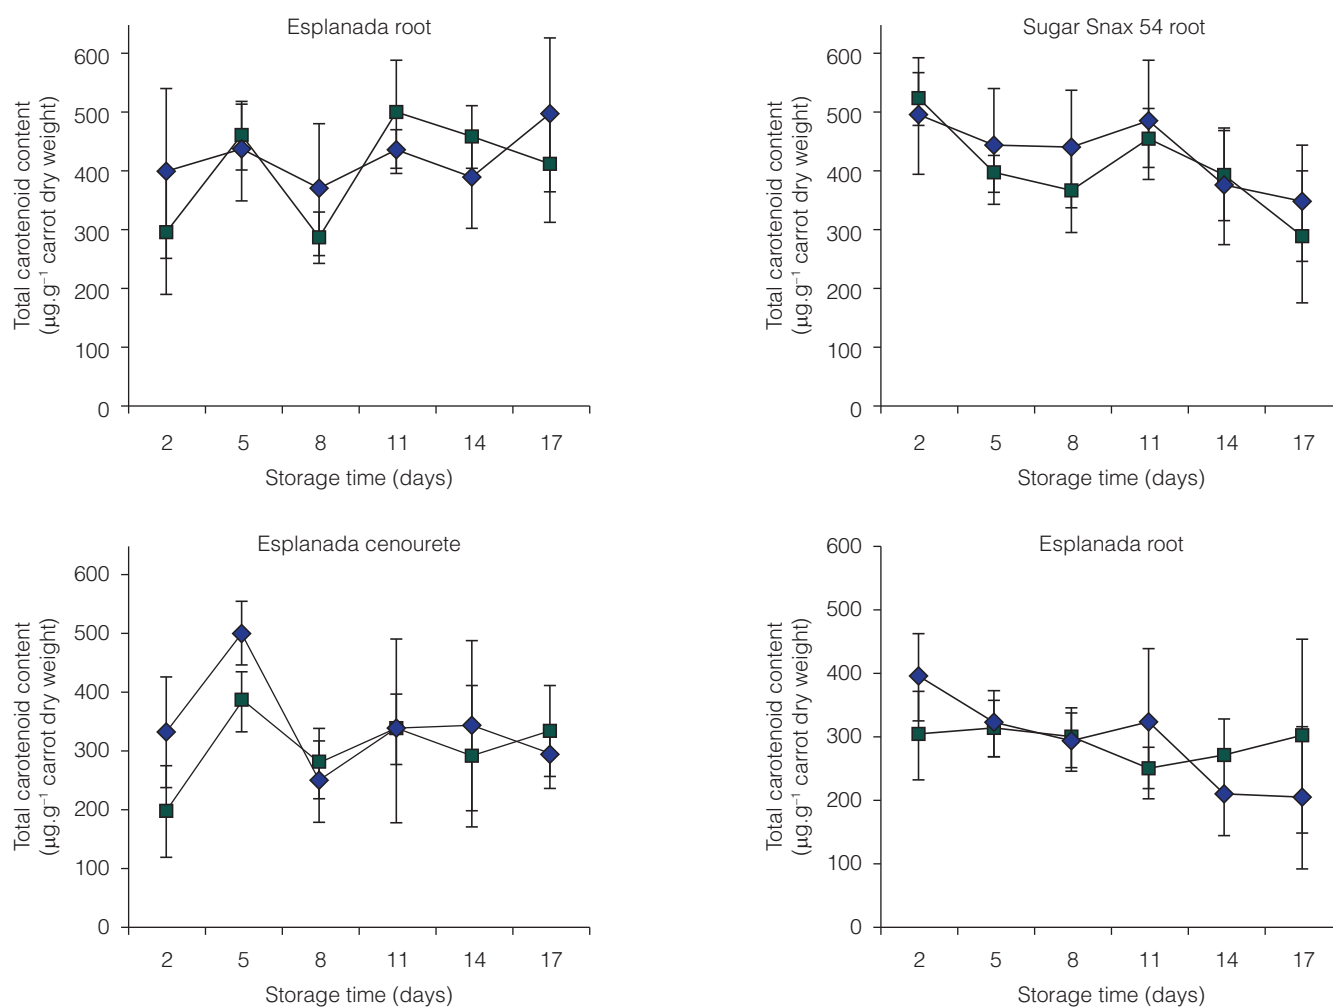 Esplanada root
Total carotenoid content
(µg.g⁻¹ carrot dry weight)
600
500
400
300
200
100
0
2 5 8 11 14 17
Storage time (days)
Sugar Snax 54 root
Total carotenoid content
(µg.g⁻¹ carrot dry weight)
600
500
400
300
200
100
0
2 5 8 11 14 17
Storage time (days)
Esplanada cenourete
Total carotenoid content
(µg.g⁻¹ carrot dry weight)
600
500
400
300
200
100
0
2 5 8 11 14 17
Storage time (days)
Esplanada root
Total carotenoid content
(µg.g⁻¹ carrot dry weight)
600
500
400
300
200
100
0
2 5 8 11 14 17
Storage time (days)